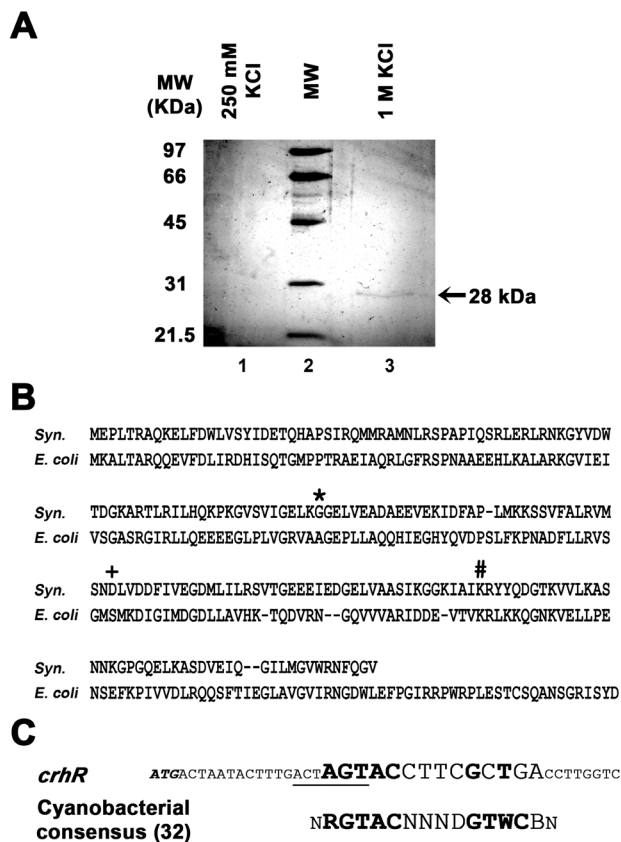 A
MW
(KDa)
250 mM
KCl
MW
1 M KCl
97
66
45
31
21.5
28 kDa
1 2 3
B
Syn. MEPLTRAQKELFDWLVSYIDETQHAPSIRQMMRAMNLRSPAPIQSRLERLRNKGYVDW
E. coli MKALTARQQEVFDLIRDHISQTGMPPTRAEIAQRLGFRSPNAAEEHLKALARKGVIEI
*
Syn. TDGKARTLRILHQKPKGVSVIGELKGGELVEADAEEVEKIDFAP-LMKKSSVFALRVM
E. coli VSGASRGIRLLQEEEEGLPLVGRVAAGEPLLAQQHIEGHYQVDPSLFKPNADFLLRVS
+ #
Syn. SNDLVDDFIVEGDMLILRSVTGEEEIEDGELVAASIKGGKIAIKRYYQDGTKVVLKAS
E. coli GMSMKDIGIMDGDLLAVHK-TQDVRN--GQVVVARIDDE-VTVKRLKKQGNKVELLPE
Syn. NNKGPGQELKASDVEIQ--GILMGVWRNFQGV
E. coli NSEFKPIVVDLRQQSFTIEGLAVGVIRNGDWLEFPGIRRPWRPLESTCSQANSGRISYD
C
crhR ATGACTAATACTTTGACTAGTACCTTCGCTGACCTTGGTC
Cyanobacterial
consensus (32) NRGTACNNNDGTWCBN